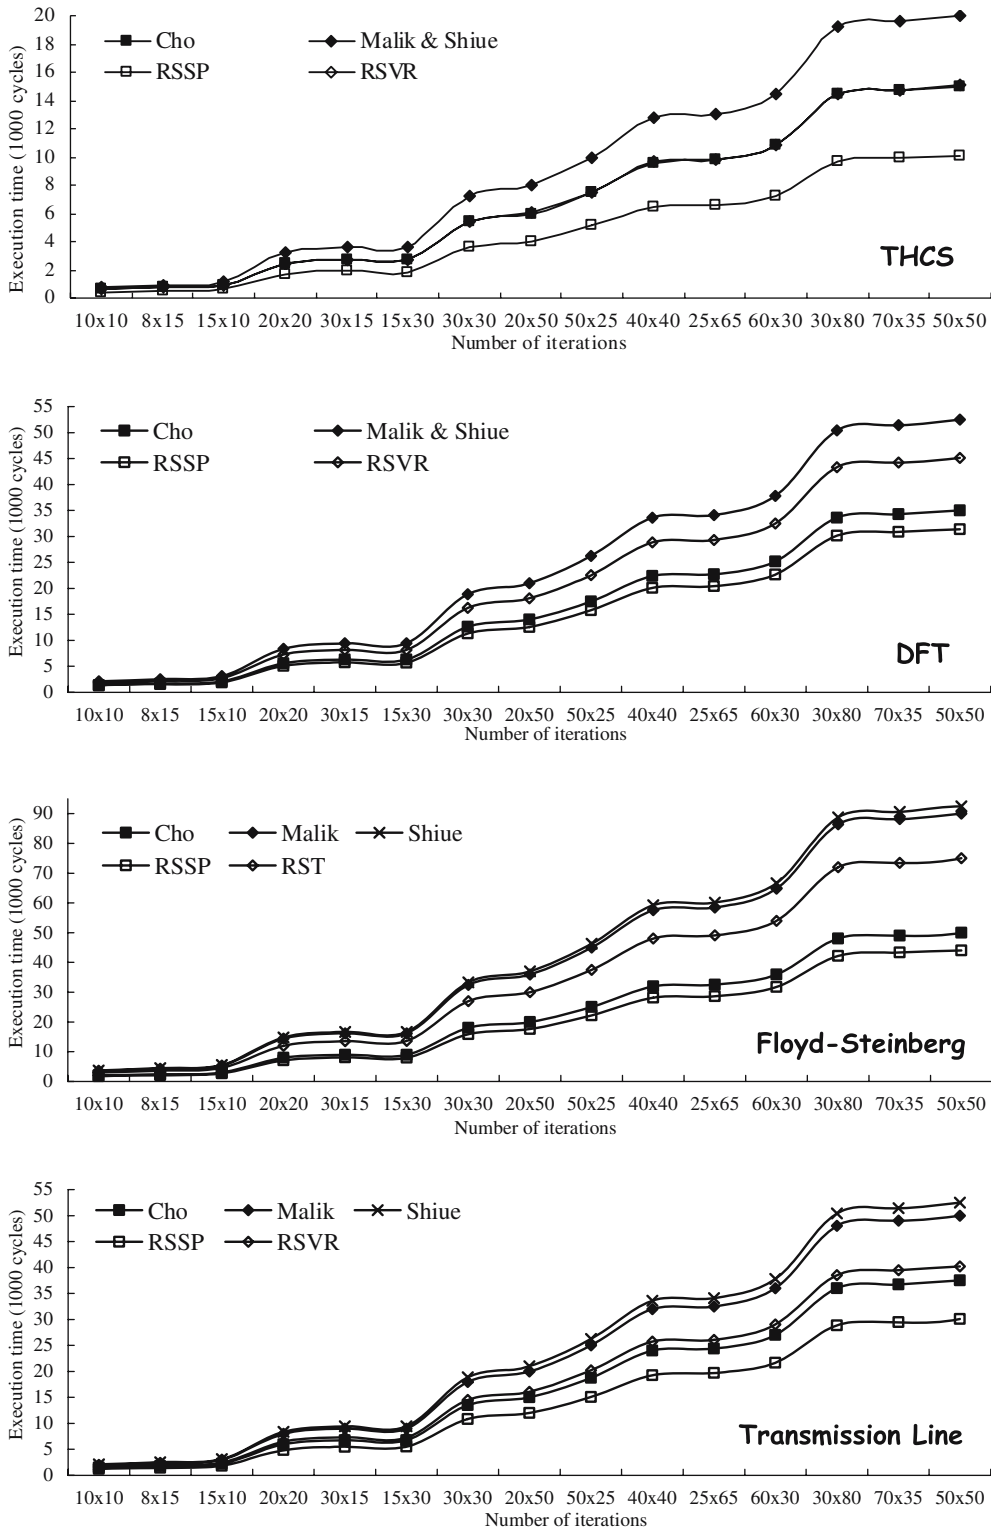 Execution time (1000 cycles)
20
18
16
14
12
10
8
6
4
2
0
Cho Malik & Shiue
RSSP RSVR
THCS
10x10 8x15 15x10 20x20 30x15 15x30 30x30 20x50 50x25 40x40 25x65 60x30 30x80 70x35 50x50
Number of iterations
Execution time (1000 cycles)
55
50
45
40
35
30
25
20
15
10
5
0
Cho Malik & Shiue
RSSP RSVR
DFT
10x10 8x15 15x10 20x20 30x15 15x30 30x30 20x50 50x25 40x40 25x65 60x30 30x80 70x35 50x50
Number of iterations
Execution time (1000 cycles)
90
80
70
60
50
40
30
20
10
0
Cho Malik Shiue
RSSP RST
Floyd-Steinberg
10x10 8x15 15x10 20x20 30x15 15x30 30x30 20x50 50x25 40x40 25x65 60x30 30x80 70x35 50x50
Number of iterations
Execution time (1000 cycles)
55
50
45
40
35
30
25
20
15
10
5
0
Cho Malik Shiue
RSSP RSVR
Transmission Line
10x10 8x15 15x10 20x20 30x15 15x30 30x30 20x50 50x25 40x40 25x65 60x30 30x80 70x35 50x50
Number of iterations